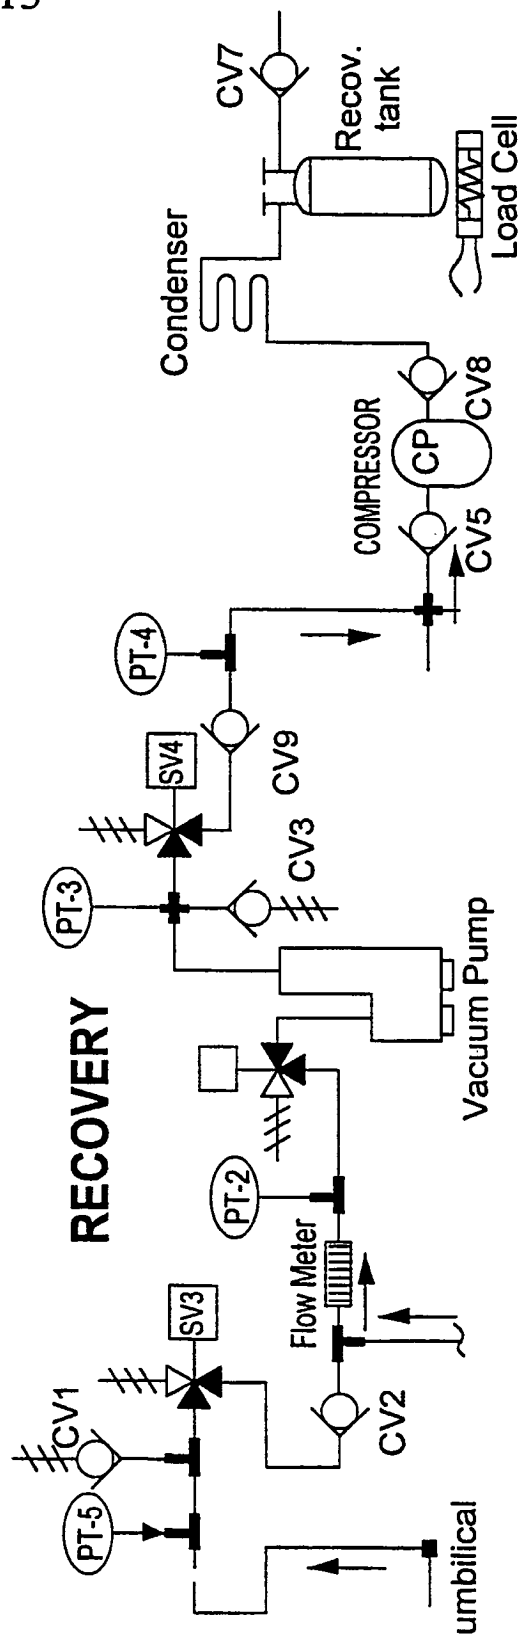 RECOVERY
umbilical
PT-5
CV1
SV3
CV2
Flow Meter
PT-2
Vacuum Pump
PT-3
CV3
SV4
CV9
PT-4
CV5
COMPRESSOR
CP
CV8
Condenser
Recov.
tank
Load Cell
CV7